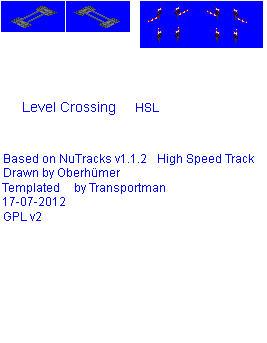 Level Crossing HSL
Based on NuTracks v1.1.2 High Speed Track
Drawn by Oberhümer
Templated by Transportman
17-07-2012
GPL v2